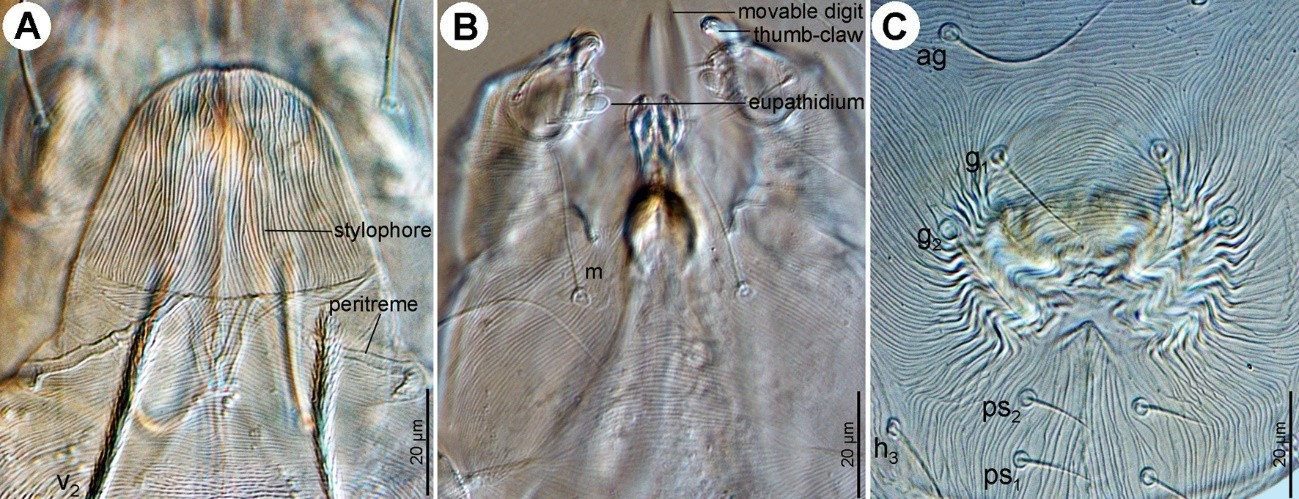 A
stylophore
peritreme
v2
20 µm
B
movable digit
thumb-claw
eupathidium
m
20 µm
C
ag
g1
g2
ps2
h3
ps1
20 µm